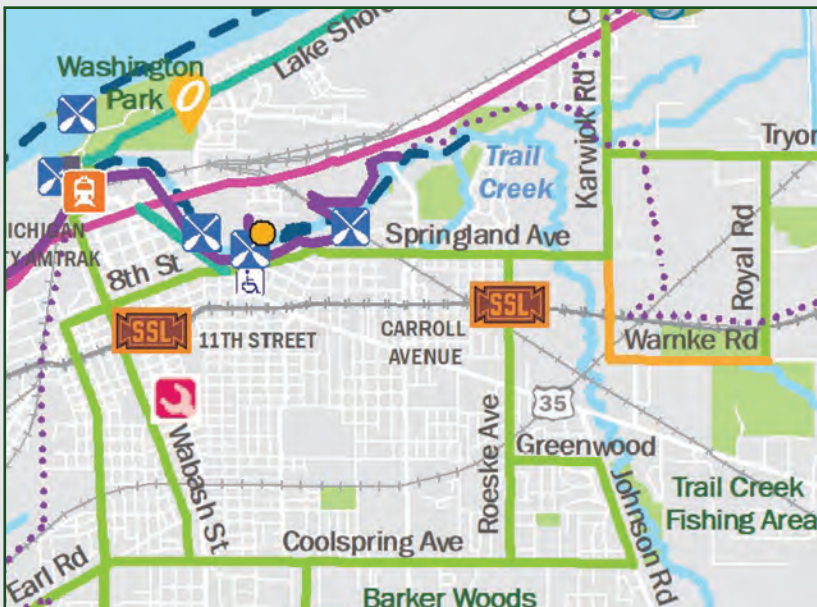 Lake Shore
Washington
Park
Karwick Rd
C
Tryon
Trail
Creek
ICHIGAN
TY AMTRAK
8th St
Springland Ave
Royal Rd
SSL
11TH STREET
CARROLL
AVENUE
SSL
Warnke Rd
35
Wabash St
Roeske Ave
Greenwood
Johnson Rd
Trail Creek
Fishing Area
Coolspring Ave
Earl Rd
Barker Woods